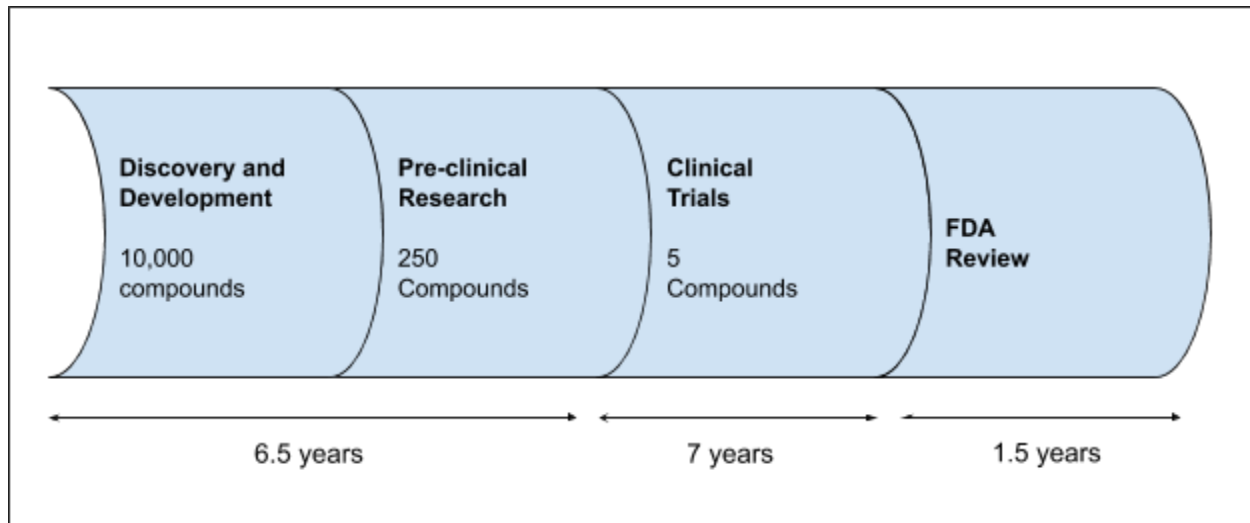 Discovery and
Development
10,000
compounds
Pre-clinical
Research
250
Compounds
Clinical
Trials
5
Compounds
FDA
Review
6.5 years
7 years
1.5 years